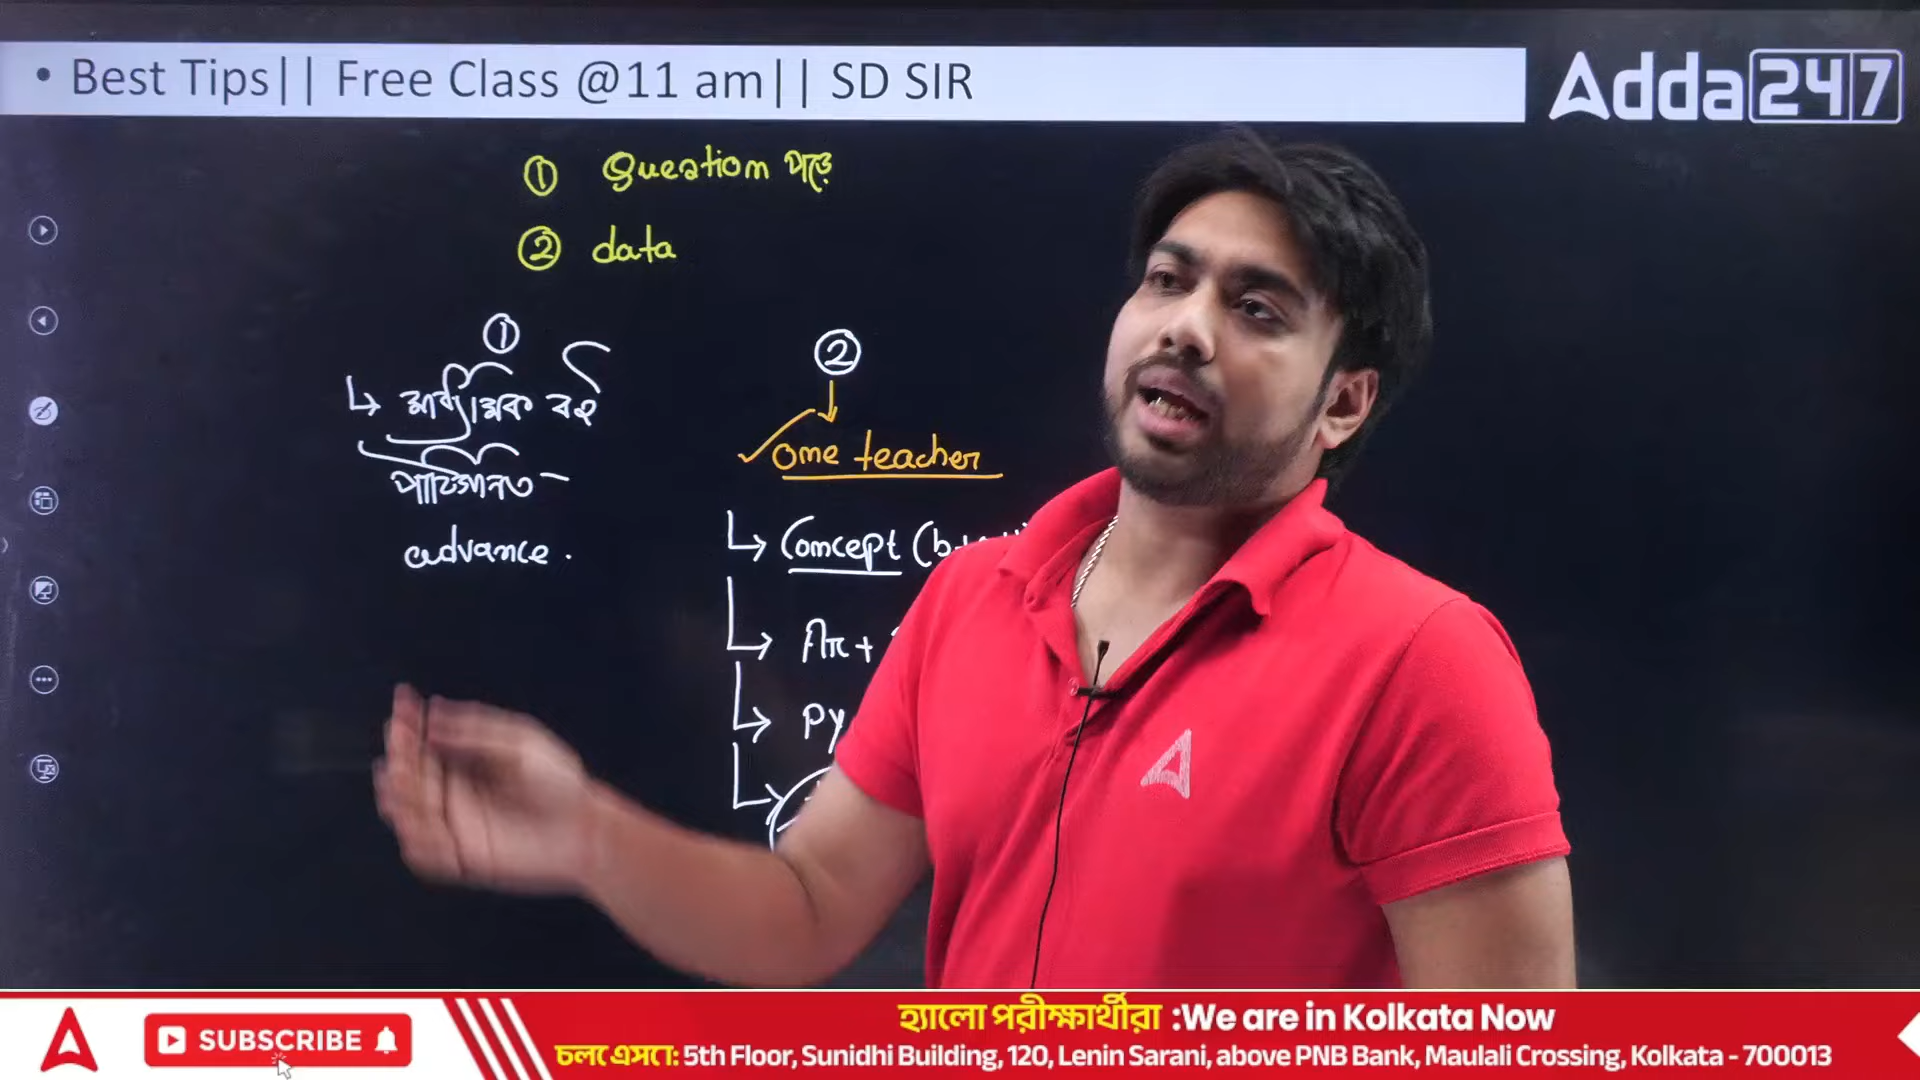 • Best Tips|| Free Class @11 am|| SD SIR
Adda247
① Question পড়ে
② data
①
↳ মাধ্যমিক বই
পাটিগনিত -
advance.
②
✓ One teacher
↳ Concept (
↳ +
↳ py
SUBSCRIBE
হ্যালো পরীক্ষার্থীরা :We are in Kolkata Now
চলে এসো: 5th Floor, Sunidhi Building, 120, Lenin Sarani, above PNB Bank, Maulali Crossing, Kolkata - 700013